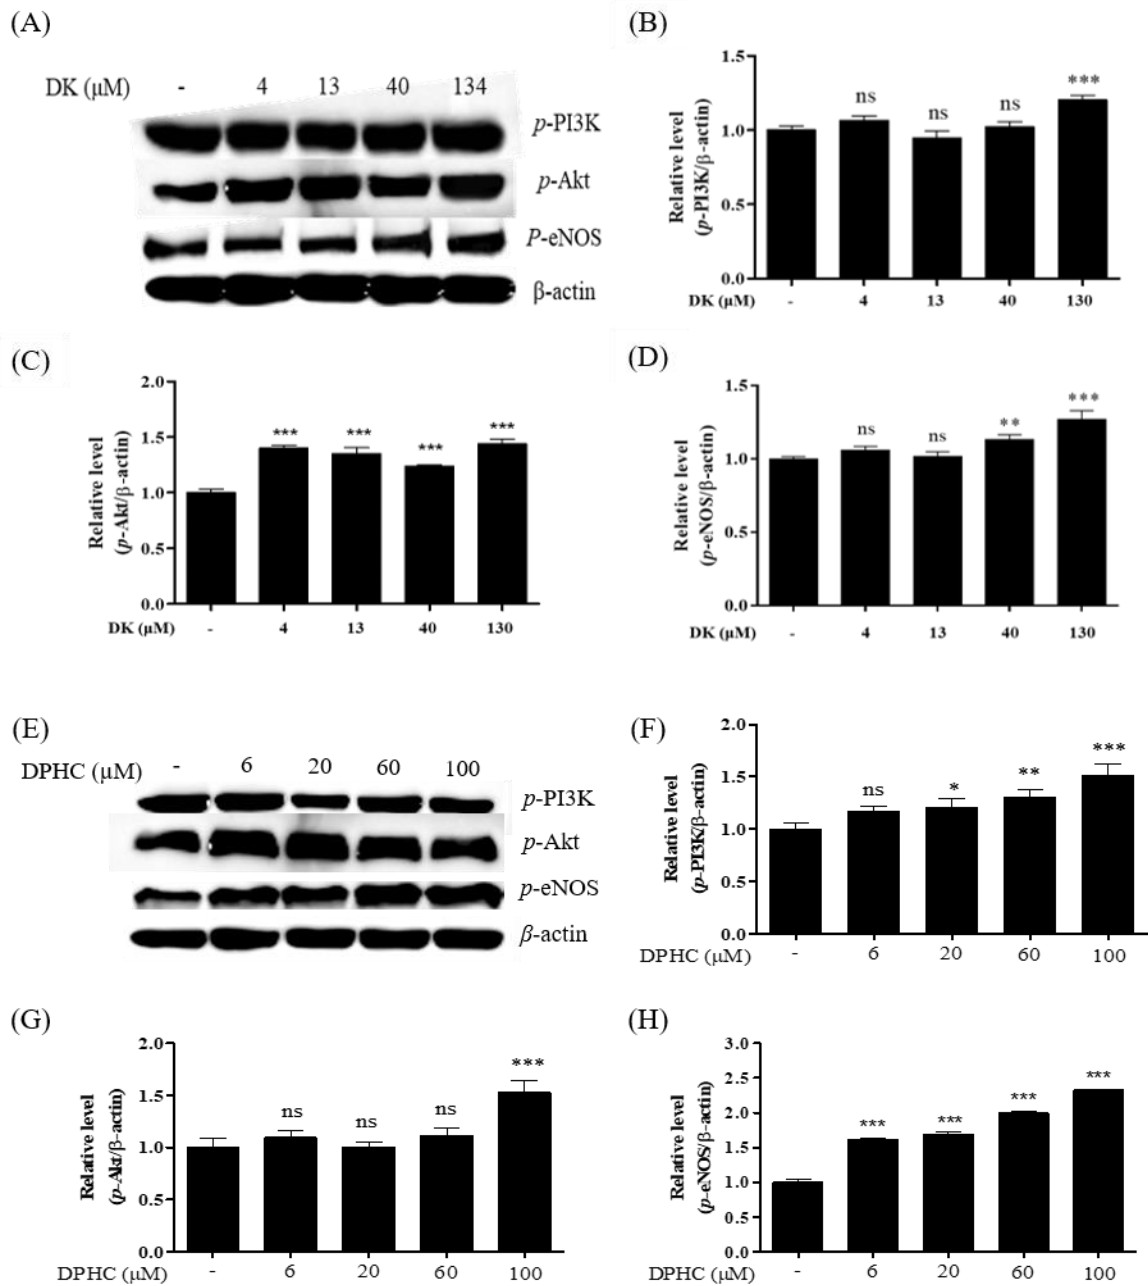 (A)
DK (μM) - 4 13 40 134
p-PI3K
p-Akt
P-eNOS
β-actin
(B)
Relative level
(p-PI3K/β-actin)
1.5
1.0
0.5
0.0
ns ns ns ***
DK (μM) - 4 13 40 130
(C)
Relative level
(p-Akt/β-actin)
2.0
1.5
1.0
0.5
0.0
*** *** *** ***
DK (μM) - 4 13 40 130
(D)
Relative level
(p-eNOS/β-actin)
1.5
1.0
0.5
0.0
ns ns ** ***
DK (μM) - 4 13 40 130
(E)
DPHC (μM) - 6 20 60 100
p-PI3K
p-Akt
p-eNOS
β-actin
(F)
Relative level
(p-PI3K/β-actin)
2.0
1.5
1.0
0.5
0.0
ns * ** ***
DPHC (μM) - 6 20 60 100
(G)
Relative level
(p-Akt/β-actin)
2.0
1.5
1.0
0.5
0.0
ns ns ns ***
DPHC (μM) - 6 20 60 100
(H)
Relative level
(p-eNOS/β-actin)
3.0
2.5
2.0
1.5
1.0
0.5
0.0
*** *** *** ***
DPHC (μM) - 6 20 60 100